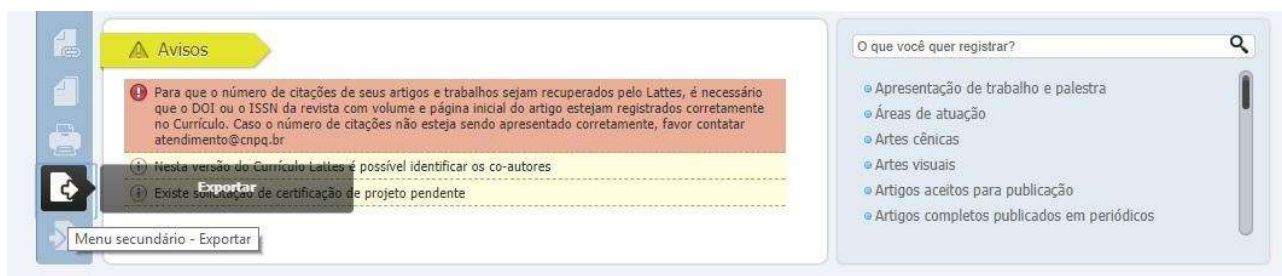 Avisos
Para que o número de citações de seus artigos e trabalhos sejam recuperados pelo Lattes, é necessário
que o DOI ou o ISSN da revista com volume e página inicial do artigo estejam registrados corretamente
no Currículo. Caso o número de citações não esteja sendo apresentado corretamente, favor contatar
atendimento@cnpq.br
Nesta versão do Currículo Lattes é possível identificar os co-autores
Existe solicitação de certificação de projeto pendente
Exportar
Menu secundário - Exportar
O que você quer registrar?
Apresentação de trabalho e palestra
Áreas de atuação
Artes cênicas
Artes visuais
Artigos aceitos para publicação
Artigos completos publicados em periódicos